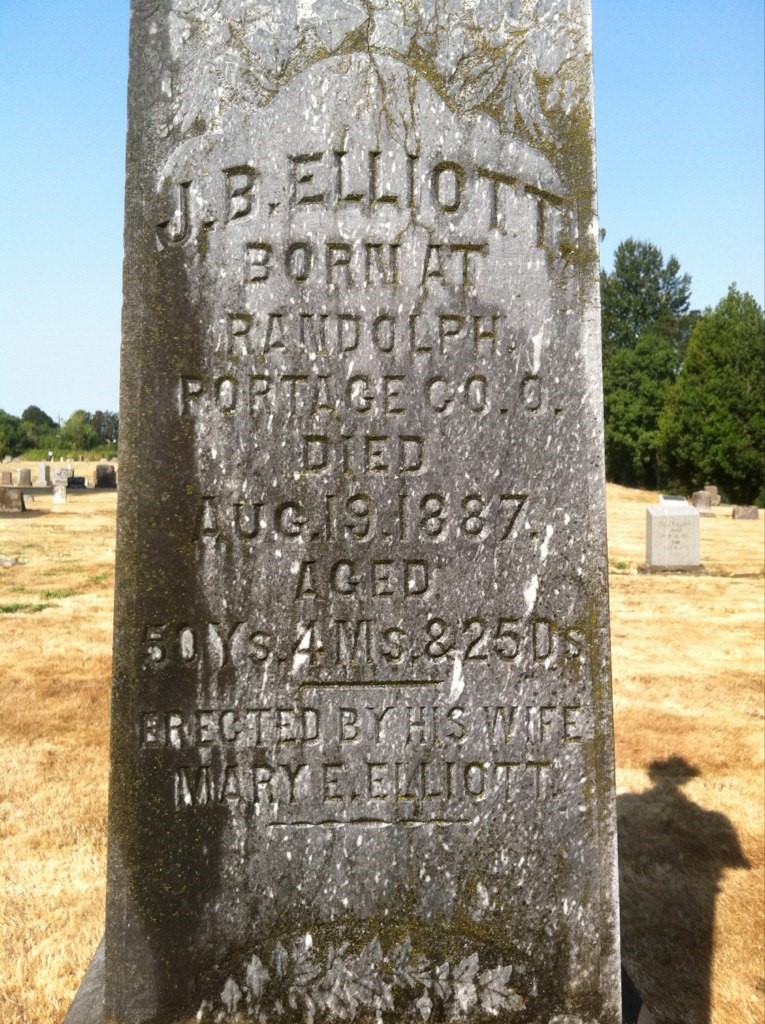 J.B. ELLIOTT.
BORN AT
RANDOLPH.
PORTAGE CO. O.
DIED
AUG. 19. 1887.
AGED
50 Ys. 4 Ms. & 25 Ds
ERECTED BY HIS WIFE
MARY E. ELLIOTT.